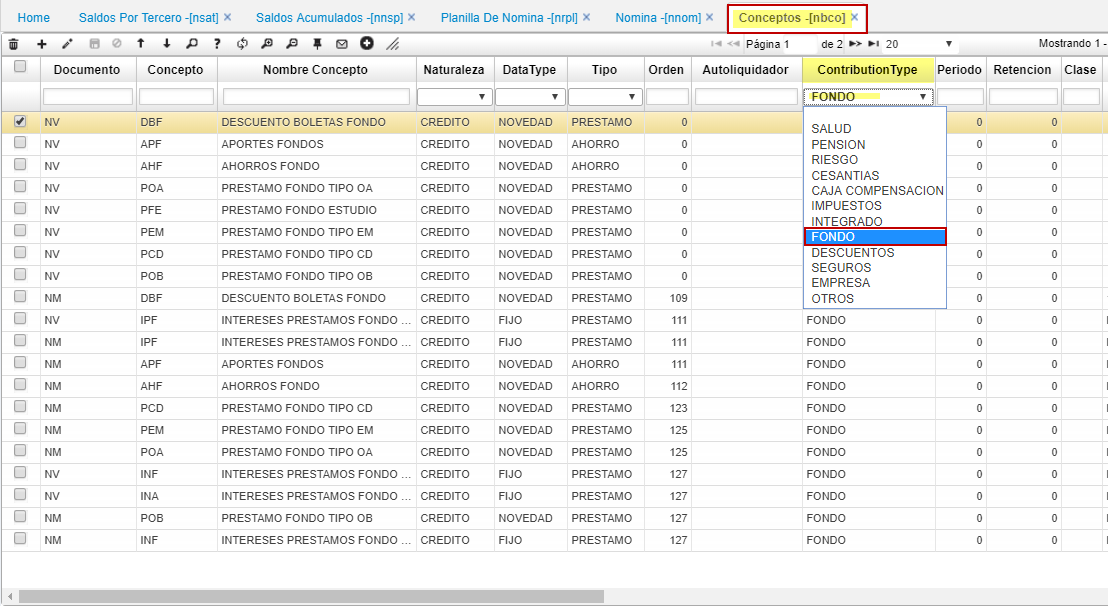 Home Saldos Por Tercero -[nsat] × Saldos Acumulados -[nnsp] × Planilla De Nomina -[nrpl] × Nomina -[nnom] × Conceptos -[nbco] ×
Página 1 de 2 20 Mostrando 1 -
Documento Concepto Nombre Concepto Naturaleza DataType Tipo Orden Autoliquidador ContributionType Periodo Retencion Clase
FONDO
SALUD
PENSION
RIESGO
CESANTIAS
CAJA COMPENSACION
IMPUESTOS
INTEGRADO
FONDO
DESCUENTOS
SEGUROS
EMPRESA
OTROS
NV DBF DESCUENTO BOLETAS FONDO CREDITO NOVEDAD PRESTAMO 0 0 0
NV APF APORTES FONDOS CREDITO NOVEDAD AHORRO 0 0 0
NV AHF AHORROS FONDO CREDITO NOVEDAD AHORRO 0 0 0
NV POA PRESTAMO FONDO TIPO OA CREDITO NOVEDAD PRESTAMO 0 0 0
NV PFE PRESTAMO FONDO ESTUDIO CREDITO NOVEDAD PRESTAMO 0 0 0
NV PEM PRESTAMO FONDO TIPO EM CREDITO NOVEDAD PRESTAMO 0 0 0
NV PCD PRESTAMO FONDO TIPO CD CREDITO NOVEDAD PRESTAMO 0 0 0
NV POB PRESTAMO FONDO TIPO OB CREDITO NOVEDAD PRESTAMO 0 0 0
NM DBF DESCUENTO BOLETAS FONDO CREDITO NOVEDAD PRESTAMO 109 0 0
NV IPF INTERESES PRESTAMOS FONDO ... CREDITO FIJO PRESTAMO 111 FONDO 0 0
NM IPF INTERESES PRESTAMOS FONDO ... CREDITO FIJO PRESTAMO 111 FONDO 0 0
NM APF APORTES FONDOS CREDITO NOVEDAD AHORRO 111 FONDO 0 0
NM AHF AHORROS FONDO CREDITO NOVEDAD AHORRO 112 FONDO 0 0
NM PCD PRESTAMO FONDO TIPO CD CREDITO NOVEDAD PRESTAMO 123 FONDO 0 0
NM PEM PRESTAMO FONDO TIPO EM CREDITO NOVEDAD PRESTAMO 125 FONDO 0 0
NM POA PRESTAMO FONDO TIPO OA CREDITO NOVEDAD PRESTAMO 125 FONDO 0 0
NV INF INTERESES PRESTAMOS FONDO ... CREDITO FIJO PRESTAMO 127 FONDO 0 0
NV INA INTERESES PRESTAMOS FONDO ... CREDITO FIJO PRESTAMO 127 FONDO 0 0
NM POB PRESTAMO FONDO TIPO OB CREDITO NOVEDAD PRESTAMO 127 FONDO 0 0
NM INF INTERESES PRESTAMOS FONDO ... CREDITO FIJO PRESTAMO 127 FONDO 0 0